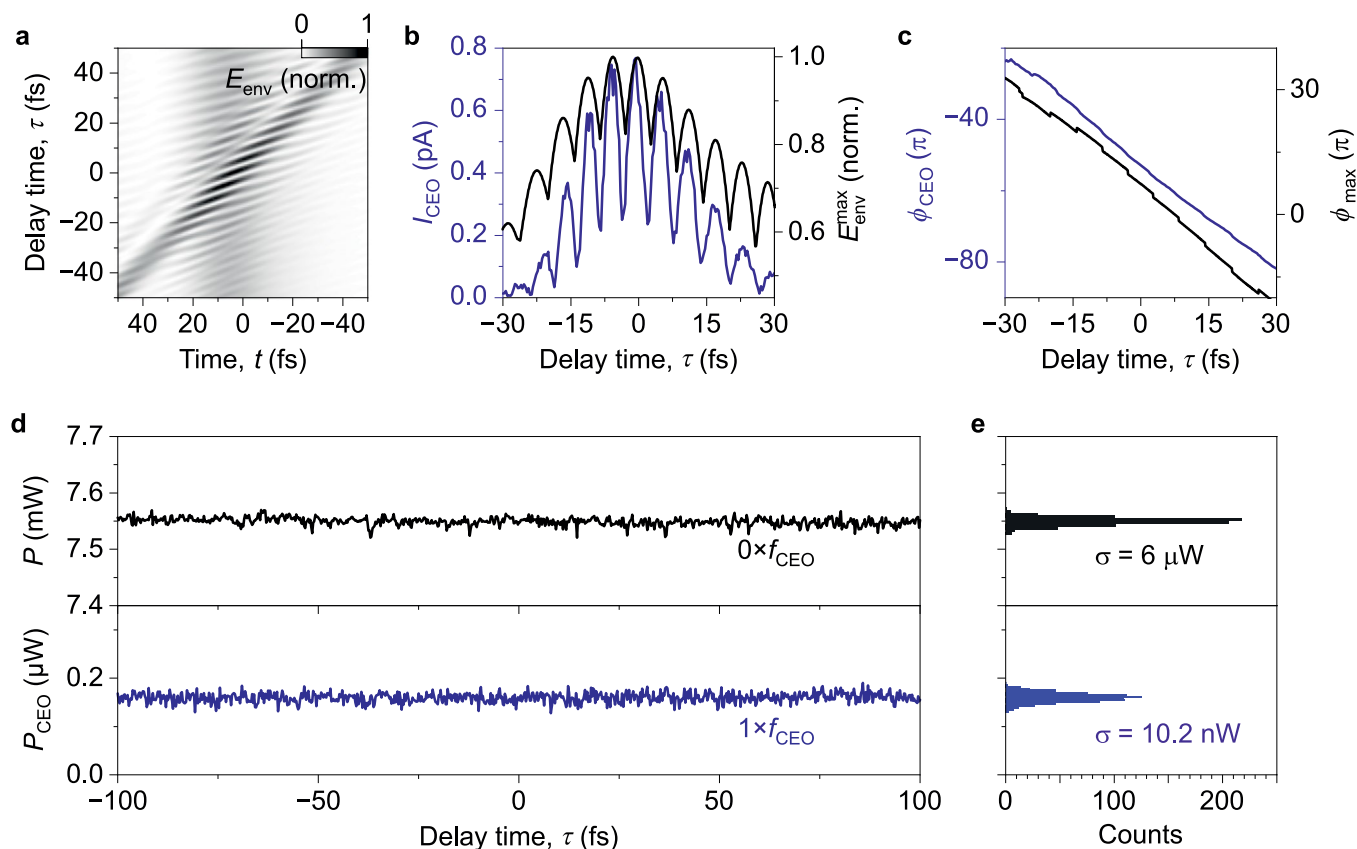 a
0 1
E_env (norm.)
40
20
0
−20
−40
Delay time, τ (fs)
40 20 0 −20 −40
Time, t (fs)
b
0.8
0.6
0.4
0.2
0.0
I_CEO (pA)
1.0
0.8
0.6
E_env^max (norm.)
−30 −15 0 15 30
Delay time, τ (fs)
c
−40
−80
ϕ_CEO (π)
30
0
ϕ_max (π)
−30 −15 0 15 30
Delay time, τ (fs)
d
7.7
7.6
7.5
7.4
P (mW)
0×f_CEO
0.2
0.0
P_CEO (μW)
1×f_CEO
−100 −50 0 50 100
Delay time, τ (fs)
e
σ = 6 μW
σ = 10.2 nW
0 100 200
Counts